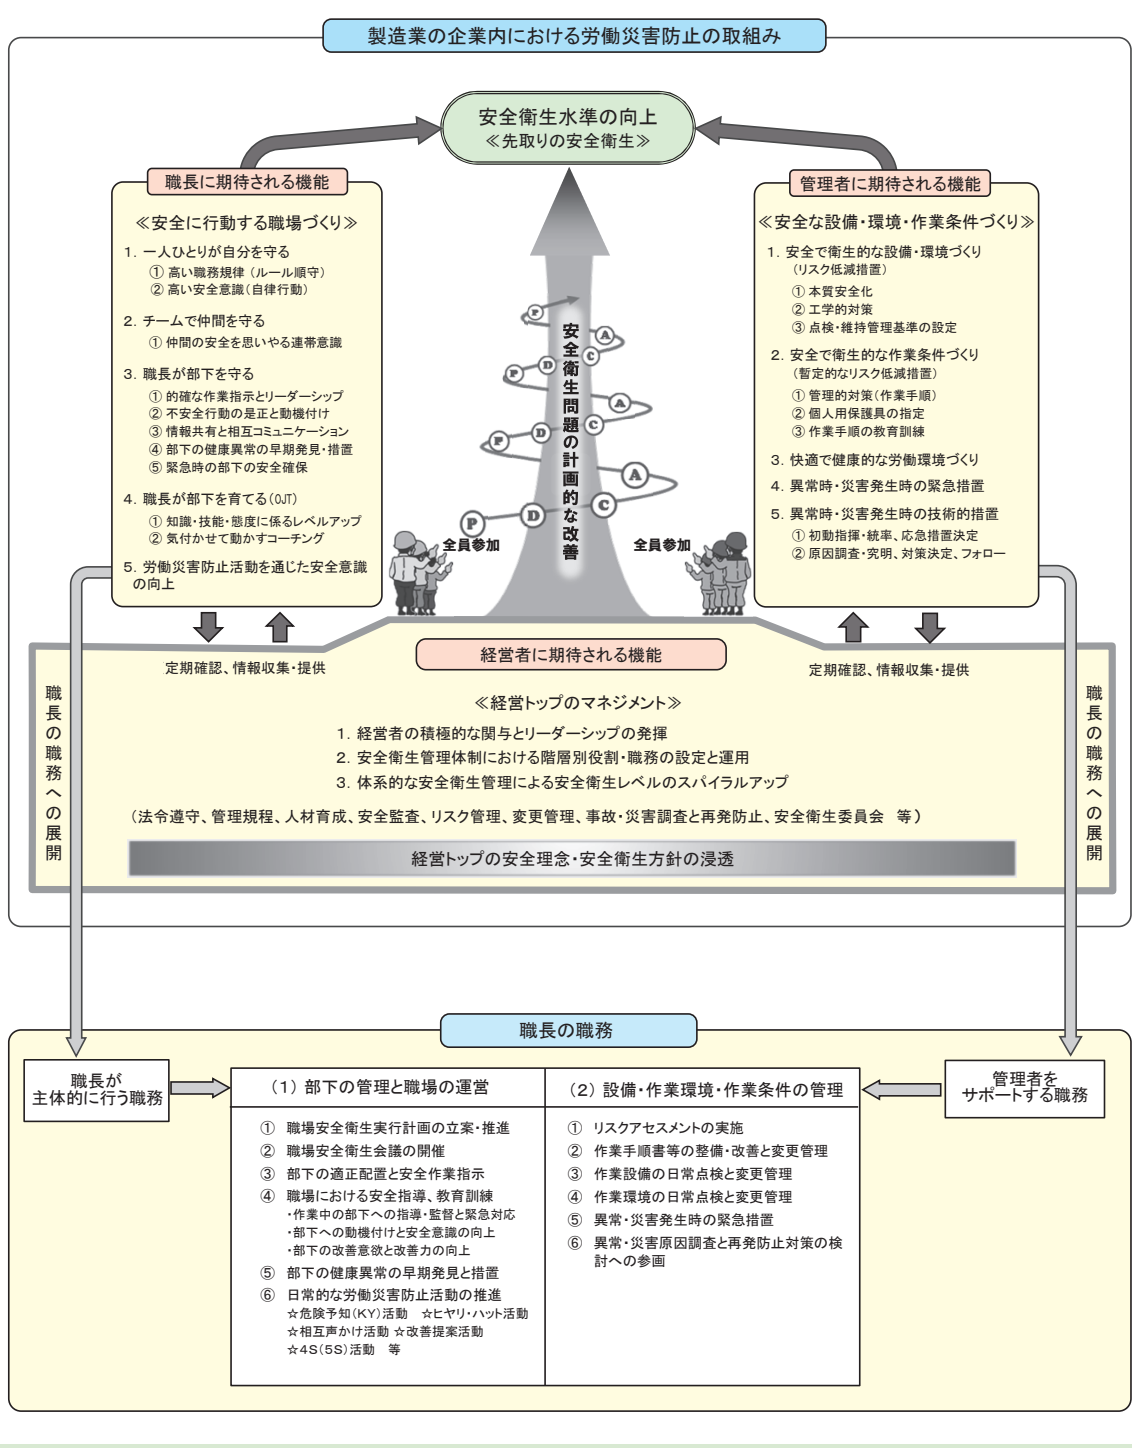 製造業の企業内における労働災害防止の取組み
安全衛生水準の向上
≪先取りの安全衛生≫
職長に期待される機能
≪安全に行動する職場づくり≫
1. 一人ひとりが自分を守る
① 高い職務規律（ルール順守）
② 高い安全意識（自律行動）
2. チームで仲間を守る
① 仲間の安全を思いやる連帯意識
3. 職長が部下を守る
① 的確な作業指示とリーダーシップ
② 不安全行動の是正と動機付け
③ 情報共有と相互コミュニケーション
④ 部下の健康異常の早期発見・措置
⑤ 緊急時の部下の安全確保
4. 職長が部下を育てる（OJT）
① 知識・技能・態度に係るレベルアップ
② 気付かせて動かすコーチング
5. 労働災害防止活動を通じた安全意識
の向上
安全衛生問題の計画的な改善
P
A
C
D
P
A
C
D
P
A
C
D
P
全員参加
全員参加
管理者に期待される機能
≪安全な設備・環境・作業条件づくり≫
1. 安全で衛生的な設備・環境づくり
（リスク低減措置）
① 本質安全化
② 工学的対策
③ 点検・維持管理基準の設定
2. 安全で衛生的な作業条件づくり
（暫定的なリスク低減措置）
① 管理的対策（作業手順）
② 個人用保護具の指定
③ 作業手順の教育訓練
3. 快適で健康的な労働環境づくり
4. 異常時・災害発生時の緊急措置
5. 異常時・災害発生時の技術的措置
① 初動指揮・統率、応急措置決定
② 原因調査・究明、対策決定、フォロー
定期確認、情報収集・提供
経営者に期待される機能
定期確認、情報収集・提供
≪経営トップのマネジメント≫
1. 経営者の積極的な関与とリーダーシップの発揮
2. 安全衛生管理体制における階層別役割・職務の設定と運用
3. 体系的な安全衛生管理による安全衛生レベルのスパイラルアップ
（法令遵守、管理規程、人材育成、安全監査、リスク管理、変更管理、事故・災害調査と再発防止、安全衛生委員会　等）
経営トップの安全理念・安全衛生方針の浸透
職長の職務への展開
職長の職務への展開
職長の職務
職長が
主体的に行う職務
管理者を
サポートする職務
（1）部下の管理と職場の運営
① 職場安全衛生実行計画の立案・推進
② 職場安全衛生会議の開催
③ 部下の適正配置と安全作業指示
④ 職場における安全指導、教育訓練
・作業中の部下への指導・監督と緊急対応
・部下への動機付けと安全意識の向上
・部下の改善意欲と改善力の向上
⑤ 部下の健康異常の早期発見と措置
⑥ 日常的な労働災害防止活動の推進
☆危険予知（KY）活動　☆ヒヤリ・ハット活動
☆相互声かけ活動 ☆改善提案活動
☆4S（5S）活動　等
（2）設備・作業環境・作業条件の管理
① リスクアセスメントの実施
② 作業手順書等の整備・改善と変更管理
③ 作業設備の日常点検と変更管理
④ 作業環境の日常点検と変更管理
⑤ 異常・災害発生時の緊急措置
⑥ 異常・災害原因調査と再発防止対策の検
討への参画